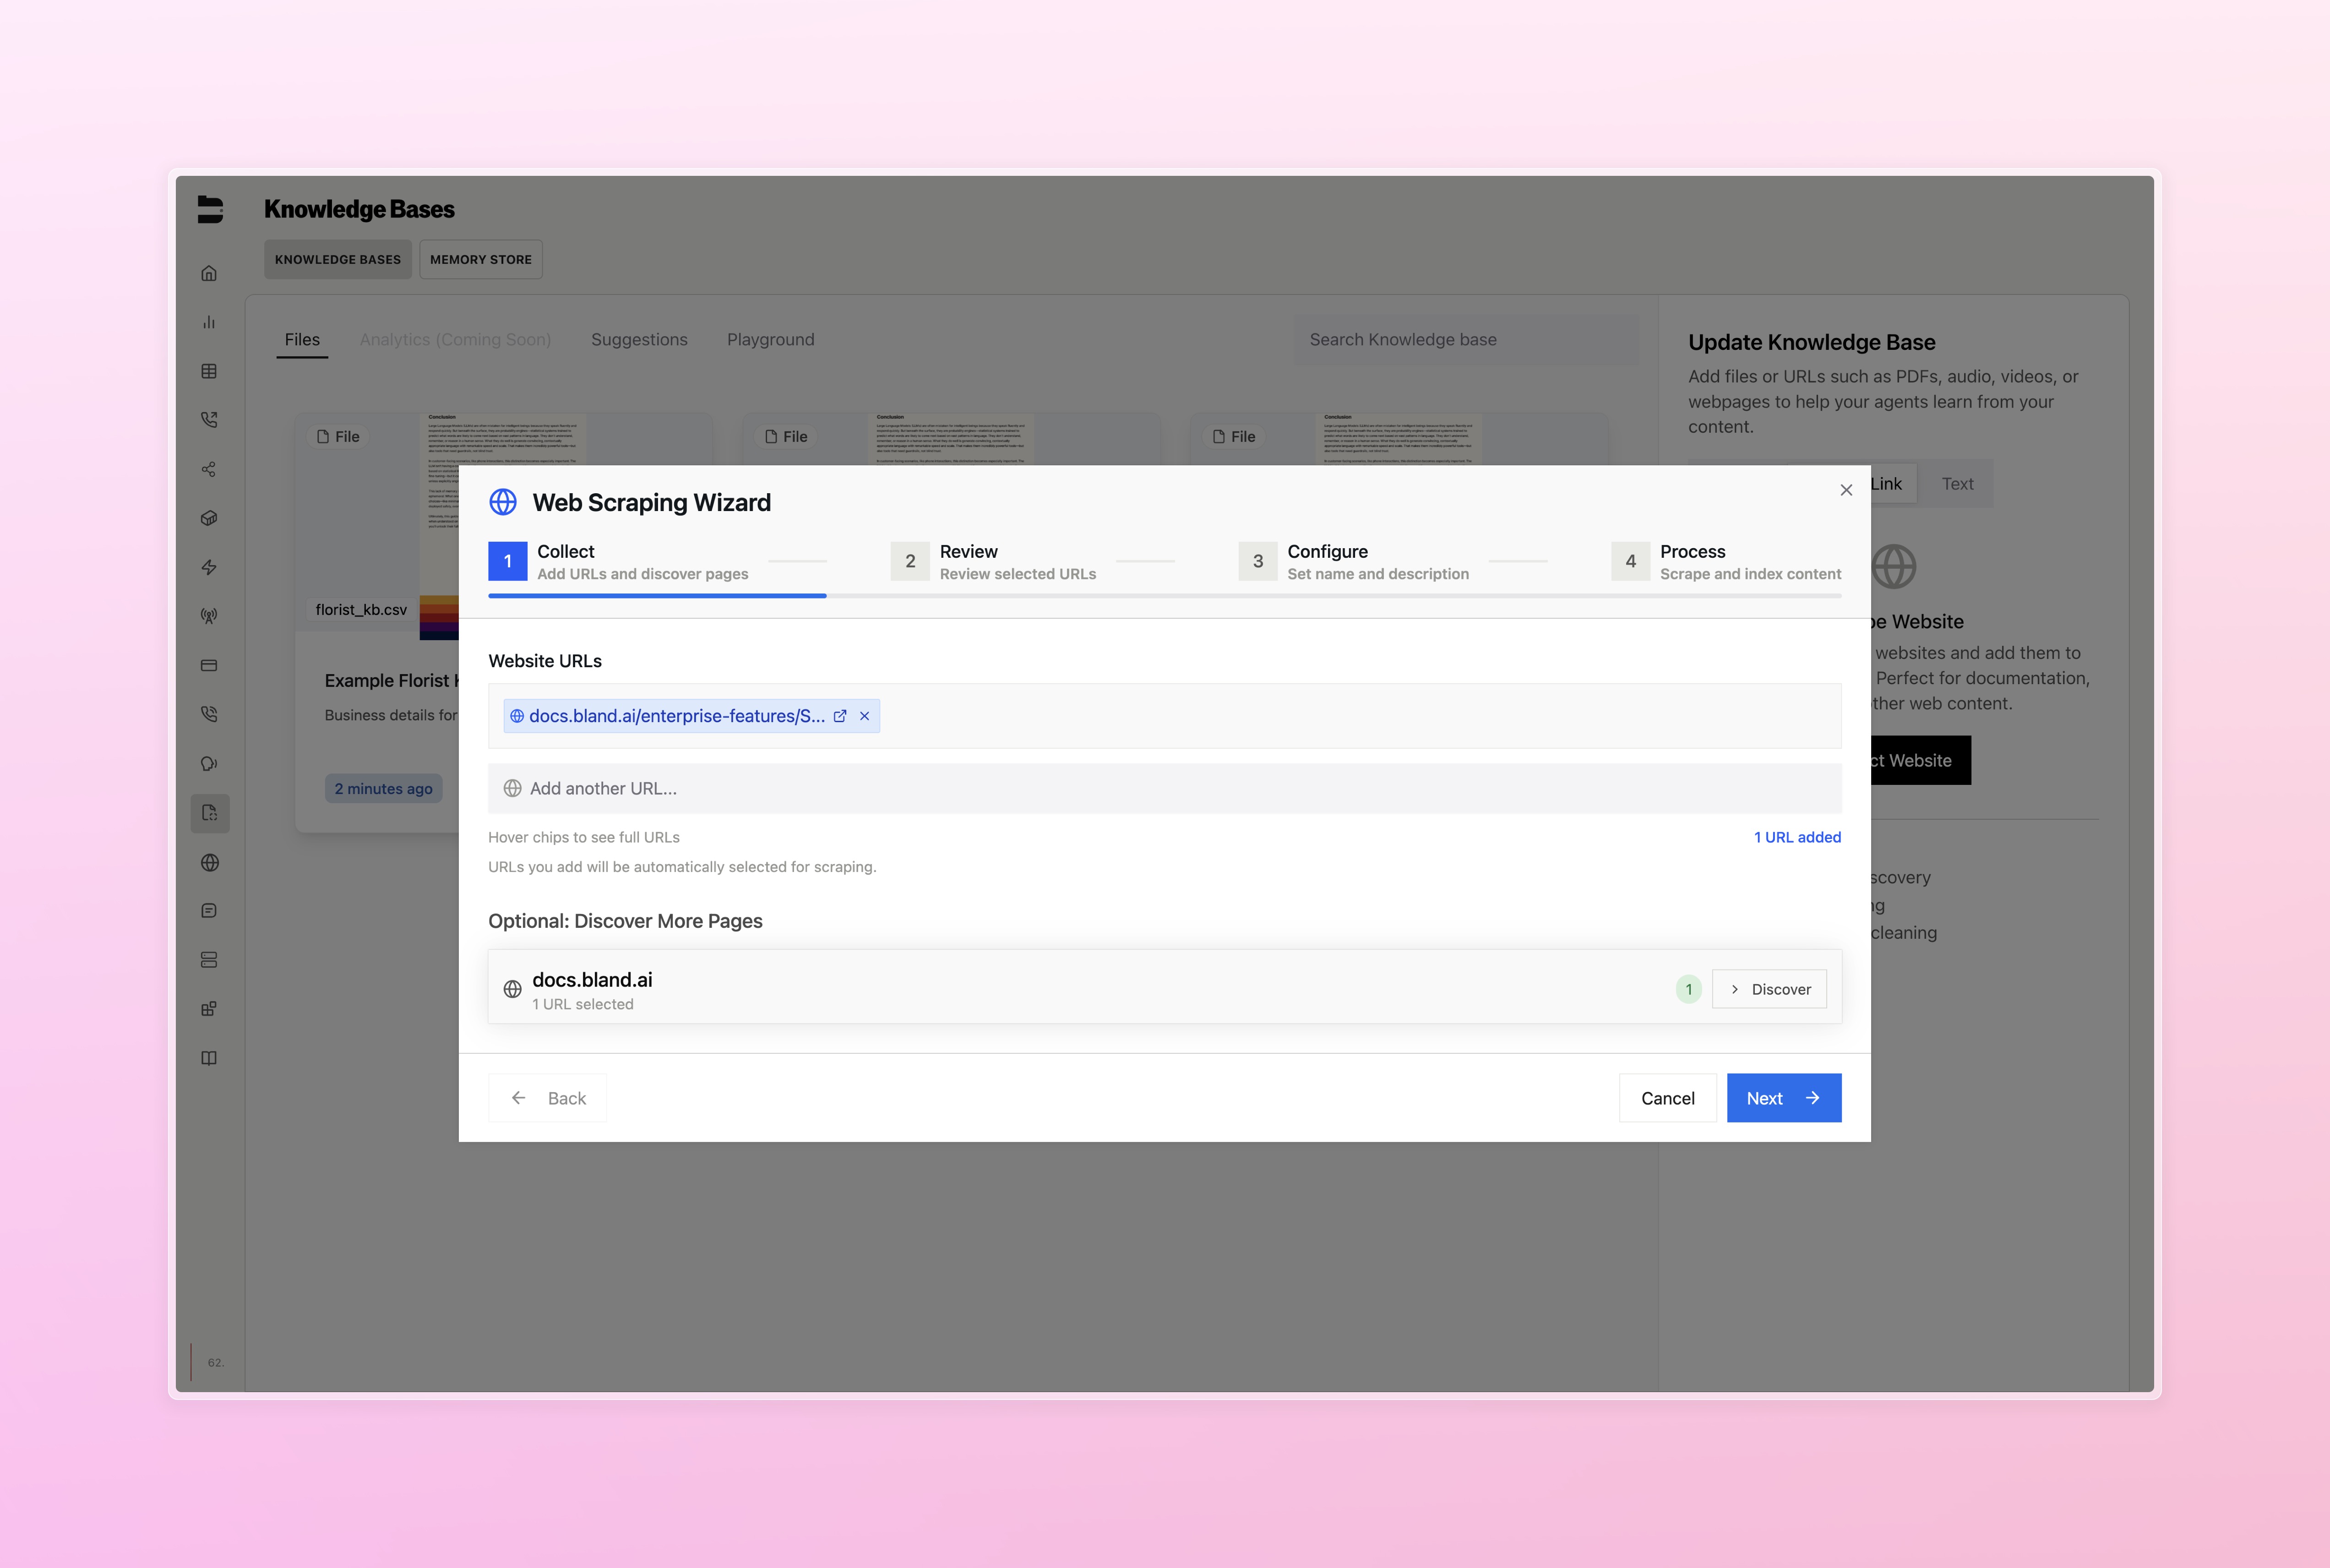 Knowledge Bases
KNOWLEDGE BASES
MEMORY STORE
Files
Analytics (Coming Soon)
Suggestions
Playground
Search Knowledge base
Update Knowledge Base
Add files or URLs such as PDFs, audio, videos, or
webpages to help your agents learn from your
content.
Link
Text
File
Conclusion
File
Conclusion
File
Conclusion
florist_kb.csv
Example Florist
Business details for
2 minutes ago
Website
websites and add them to
Perfect for documentation,
web content.
Website
cleaning
Web Scraping Wizard
1
Collect
Add URLs and discover pages
2
Review
Review selected URLs
3
Configure
Set name and description
4
Process
Scrape and index content
Website URLs
docs.bland.ai/enterprise-features/S...
Add another URL...
Hover chips to see full URLs
1 URL added
URLs you add will be automatically selected for scraping.
Optional: Discover More Pages
docs.bland.ai
1 URL selected
1
Discover
Back
Cancel
Next
62.